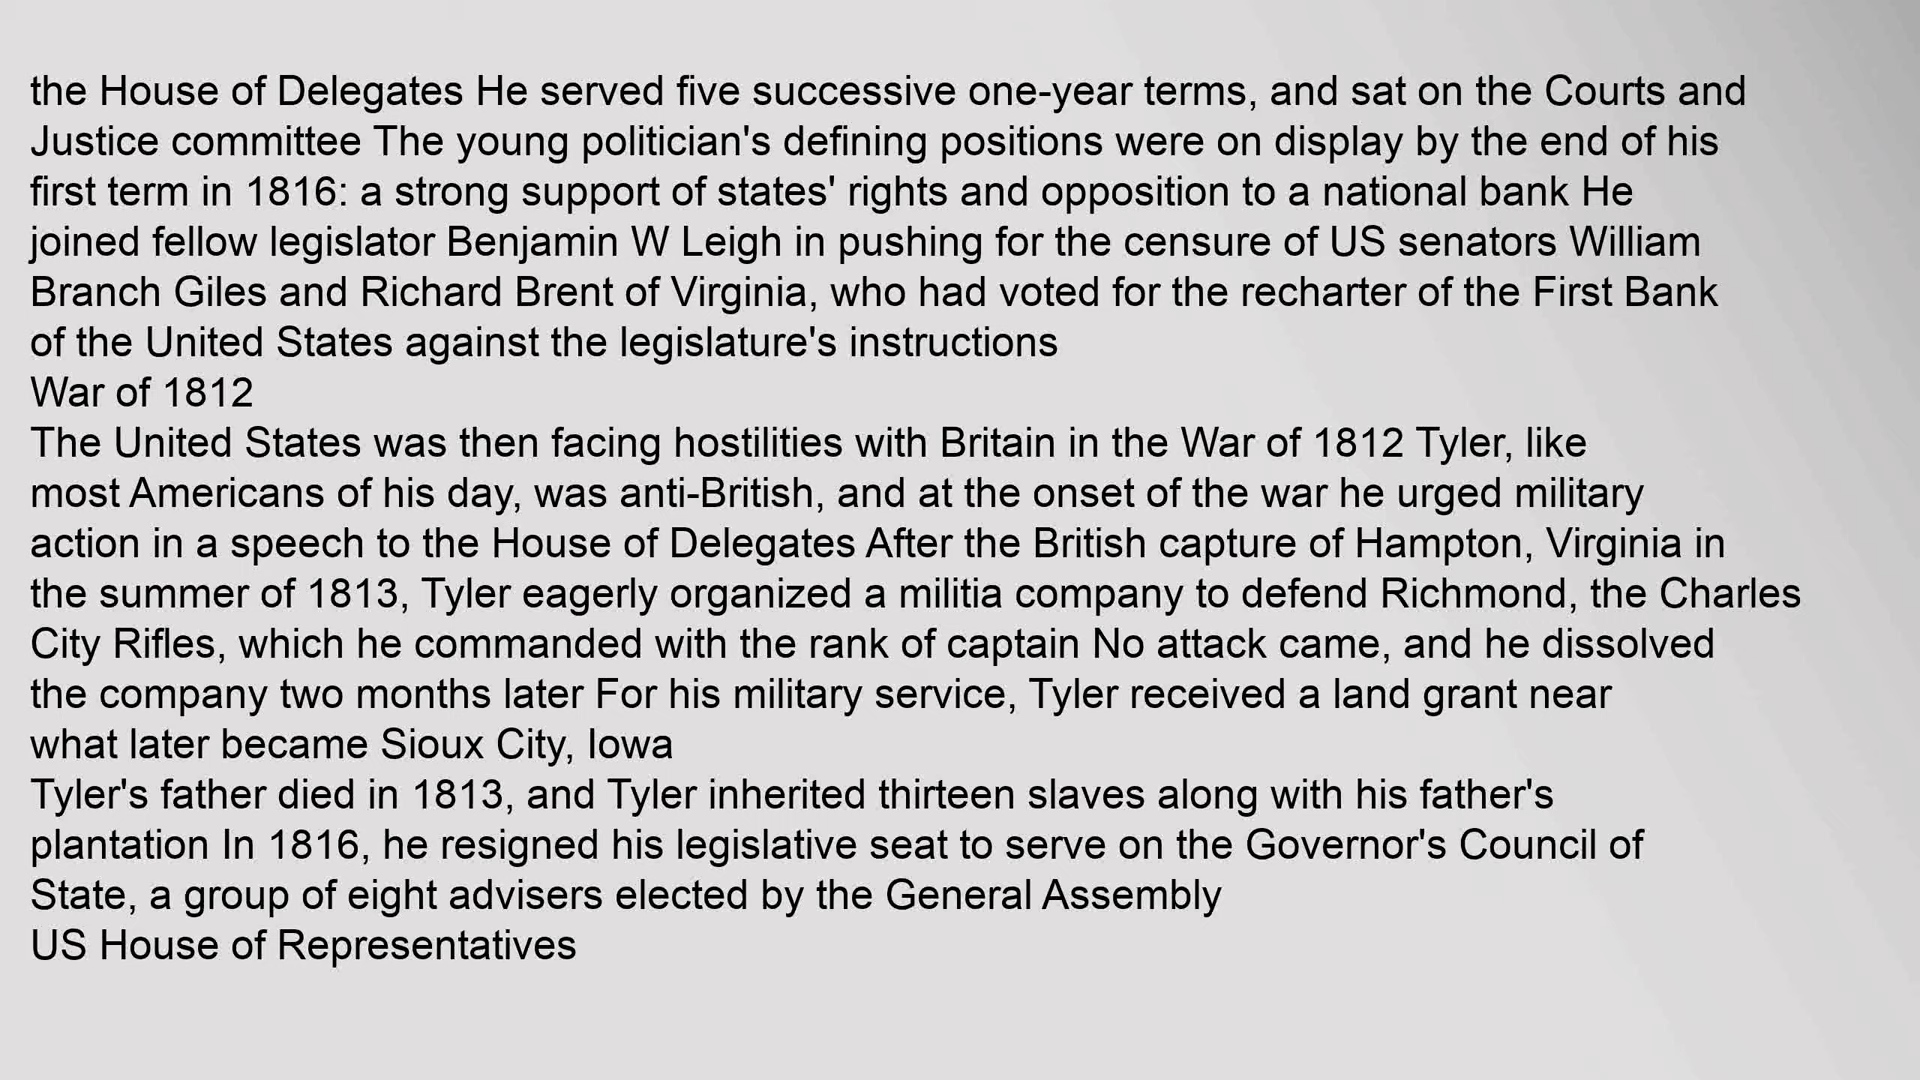 the House of Delegates He served five successive one-year terms, and sat on the Courts and
Justice committee The young politician's defining positions were on display by the end of his
first term in 1816: a strong support of states' rights and opposition to a national bank He
joined fellow legislator Benjamin W Leigh in pushing for the censure of US senators William
Branch Giles and Richard Brent of Virginia, who had voted for the recharter of the First Bank
of the United States against the legislature's instructions
War of 1812
The United States was then facing hostilities with Britain in the War of 1812 Tyler, like
most Americans of his day, was anti-British, and at the onset of the war he urged military
action in a speech to the House of Delegates After the British capture of Hampton, Virginia in
the summer of 1813, Tyler eagerly organized a militia company to defend Richmond, the Charles
City Rifles, which he commanded with the rank of captain No attack came, and he dissolved
the company two months later For his military service, Tyler received a land grant near
what later became Sioux City, Iowa
Tyler's father died in 1813, and Tyler inherited thirteen slaves along with his father's
plantation In 1816, he resigned his legislative seat to serve on the Governor's Council of
State, a group of eight advisers elected by the General Assembly
US House of Representatives